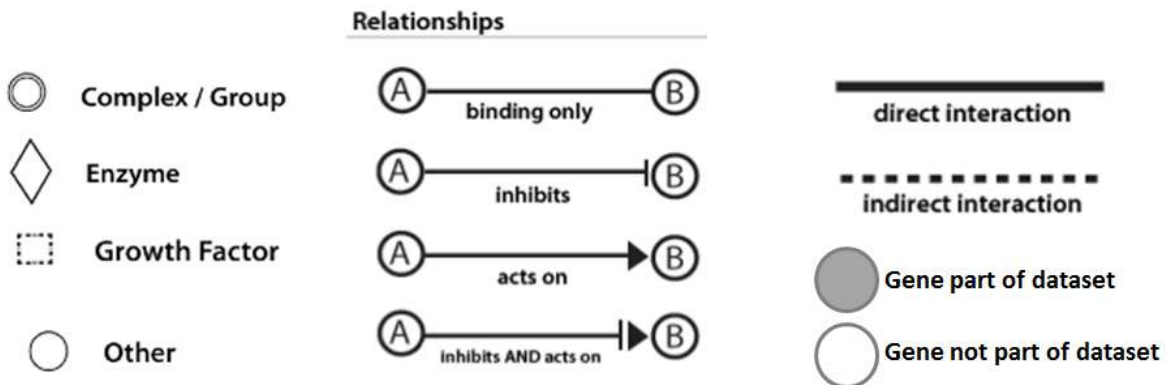 Relationships
Complex / Group
Enzyme
Growth Factor
Other
A B
binding only
A B
inhibits
A B
acts on
A B
inhibits AND acts on
direct interaction
indirect interaction
Gene part of dataset
Gene not part of dataset